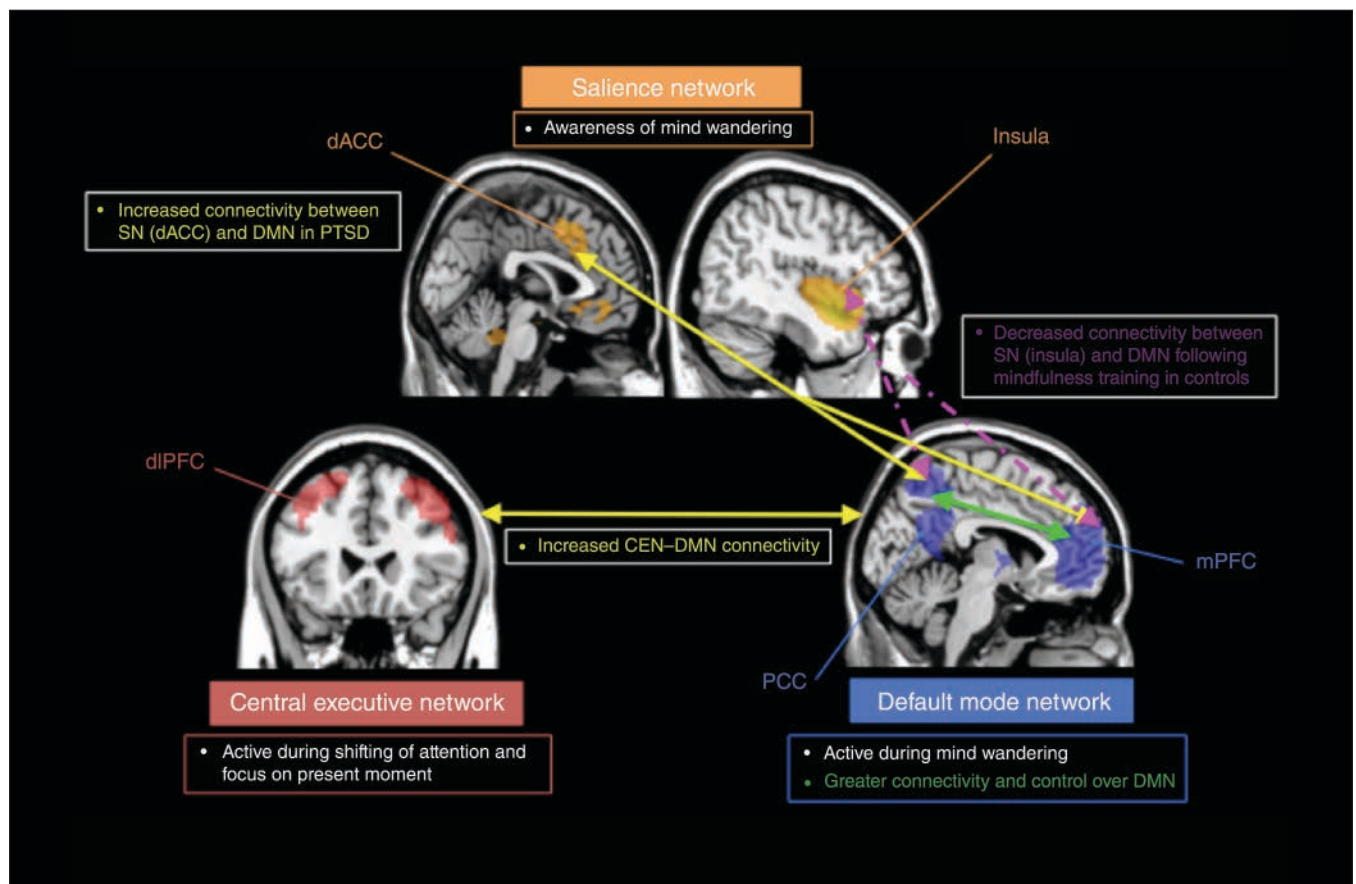 Salience network
• Awareness of mind wandering
dACC
Insula
• Increased connectivity between
SN (dACC) and DMN in PTSD
• Decreased connectivity between
SN (insula) and DMN following
mindfulness training in controls
dlPFC
• Increased CEN–DMN connectivity
mPFC
PCC
Central executive network
• Active during shifting of attention and
focus on present moment
Default mode network
• Active during mind wandering
• Greater connectivity and control over DMN